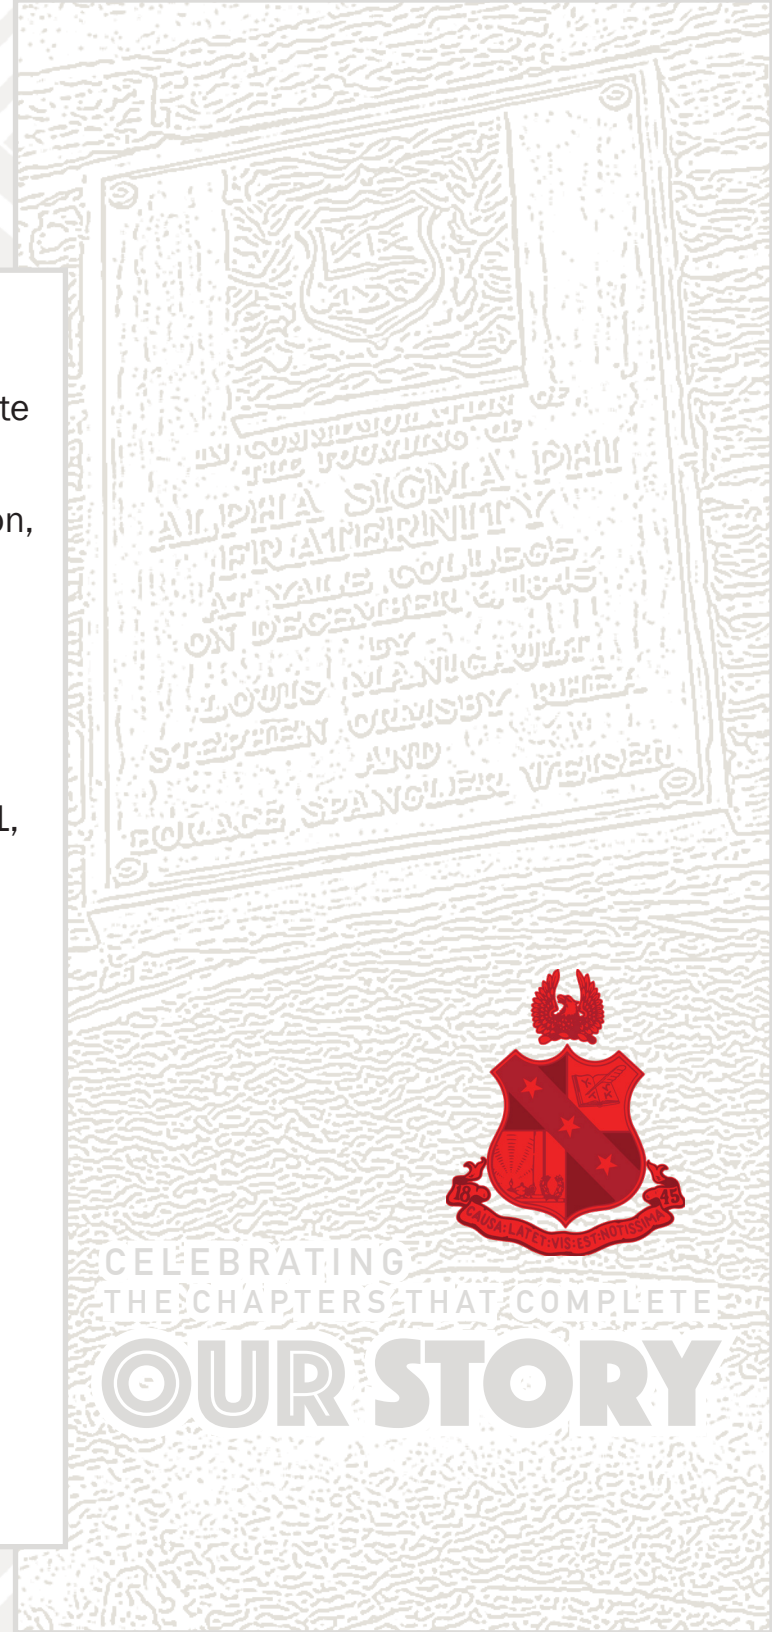 te
on,
1,
IN COMMEMORATION OF
THE FOUNDING OF
ALPHA SIGMA PHI
FRATERNITY
AT YALE COLLEGE
ON DECEMBER 6, 1845
BY
LOUIS MANIGAULT
STEPHEN ORMSBY RHEA
AND
HORACE SPANGLER WEISER
18 45
CAUSA:LATET:VIS:EST:NOTISSIMA
CELEBRATING
THE CHAPTERS THAT COMPLETE
OUR STORY